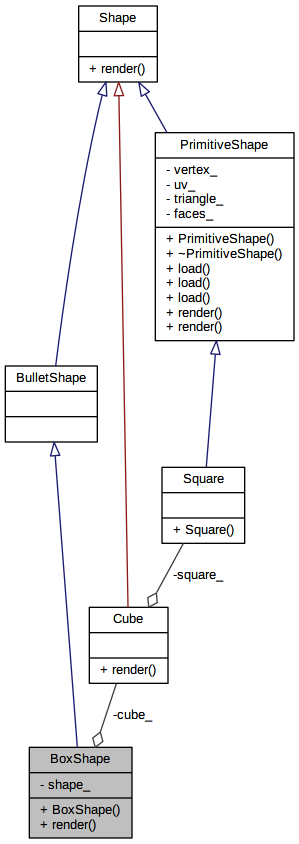 Shape
+ render()
PrimitiveShape
- vertex_
- uv_
- triangle_
- faces_
+ PrimitiveShape()
+ ~PrimitiveShape()
+ load()
+ load()
+ load()
+ render()
+ render()
BulletShape
Square
+ Square()
-square_
Cube
+ render()
-cube_
BoxShape
- shape_
+ BoxShape()
+ render()